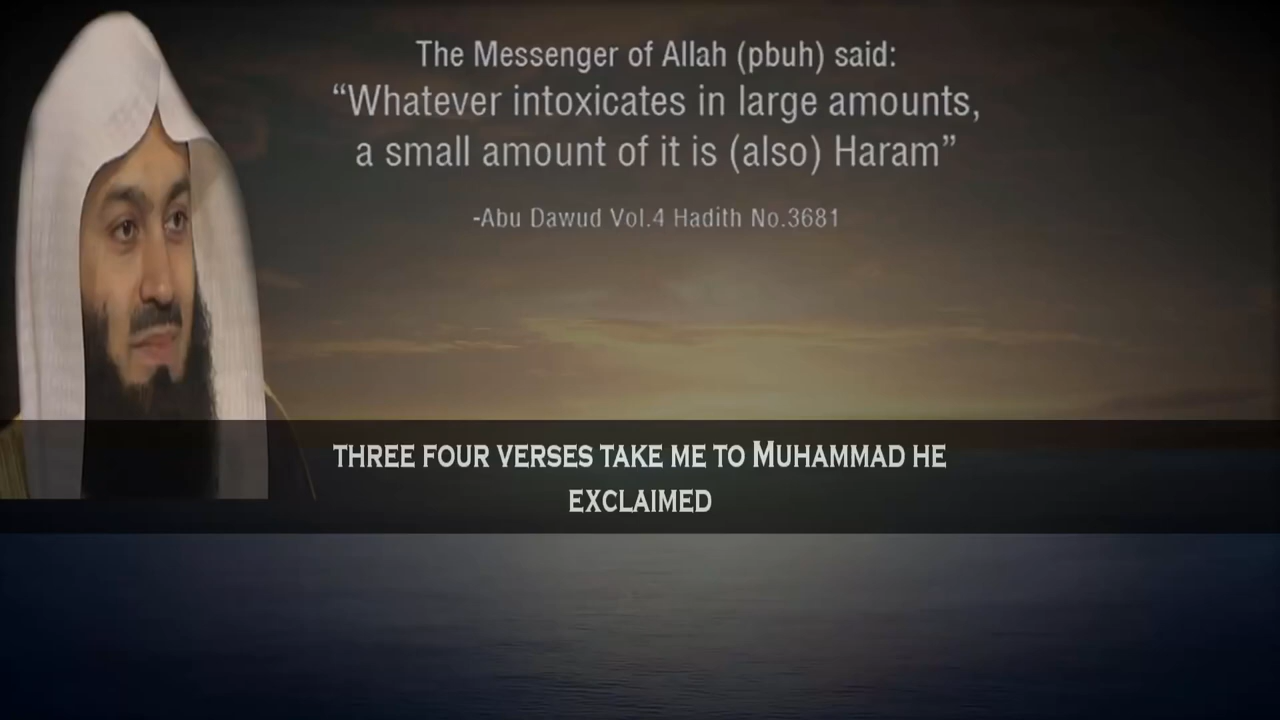 The Messenger of Allah (pbuh) said:
“Whatever intoxicates in large amounts,
a small amount of it is (also) Haram”
-Abu Dawud Vol.4 Hadith No.3681
THREE FOUR VERSES TAKE ME TO MUHAMMAD HE
EXCLAIMED